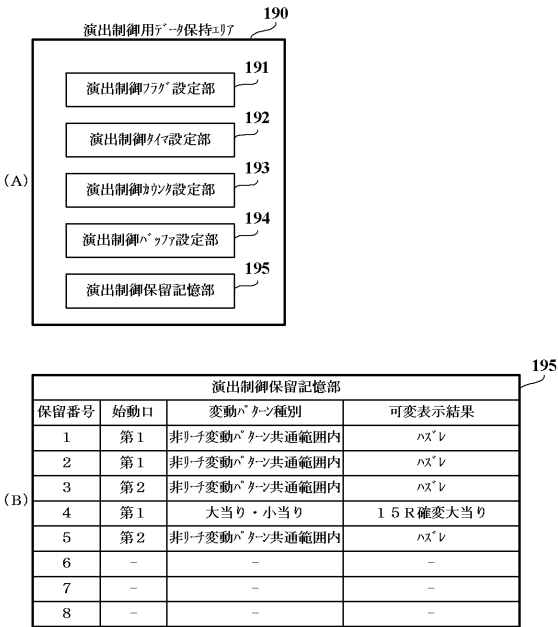 演出制御用ﾃﾞｰﾀ保持ｴﾘｱ
190
(A)
演出制御ﾌﾗｸﾞ設定部
191
演出制御ﾀｲﾏ設定部
192
演出制御ｶｳﾝﾀ設定部
193
演出制御ﾊﾞｯﾌｧ設定部
194
演出制御保留記憶部
195
(B)
195
演出制御保留記憶部
保留番号 始動口 変動ﾊﾟﾀｰﾝ種別 可変表示結果
1 第1 非ﾘｰﾁ変動ﾊﾟﾀｰﾝ共通範囲内 ﾊｽﾞﾚ
2 第1 非ﾘｰﾁ変動ﾊﾟﾀｰﾝ共通範囲内 ﾊｽﾞﾚ
3 第2 非ﾘｰﾁ変動ﾊﾟﾀｰﾝ共通範囲内 ﾊｽﾞﾚ
4 第1 大当り・小当り １５Ｒ確変大当り
5 第2 非ﾘｰﾁ変動ﾊﾟﾀｰﾝ共通範囲内 ﾊｽﾞﾚ
6 － － －
7 － － －
8 － － －